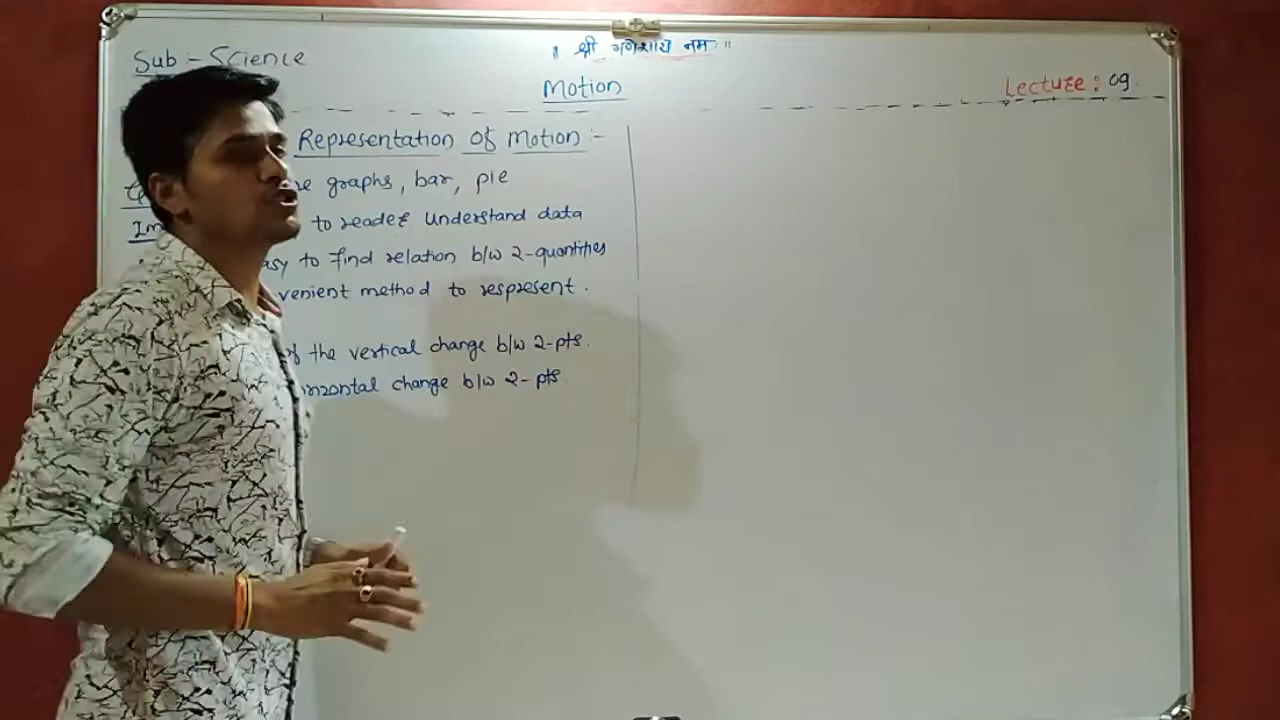 Sub :- Science
॥ श्री गणेशाय नमः ॥
Motion
Lecture : 09.
Representation of Motion :-
graphs, bar, pie
to reader understand data
to find relation b/w 2-quantities
method to respresent.
of the vertical change b/w 2-pts.
change b/w 2-pts